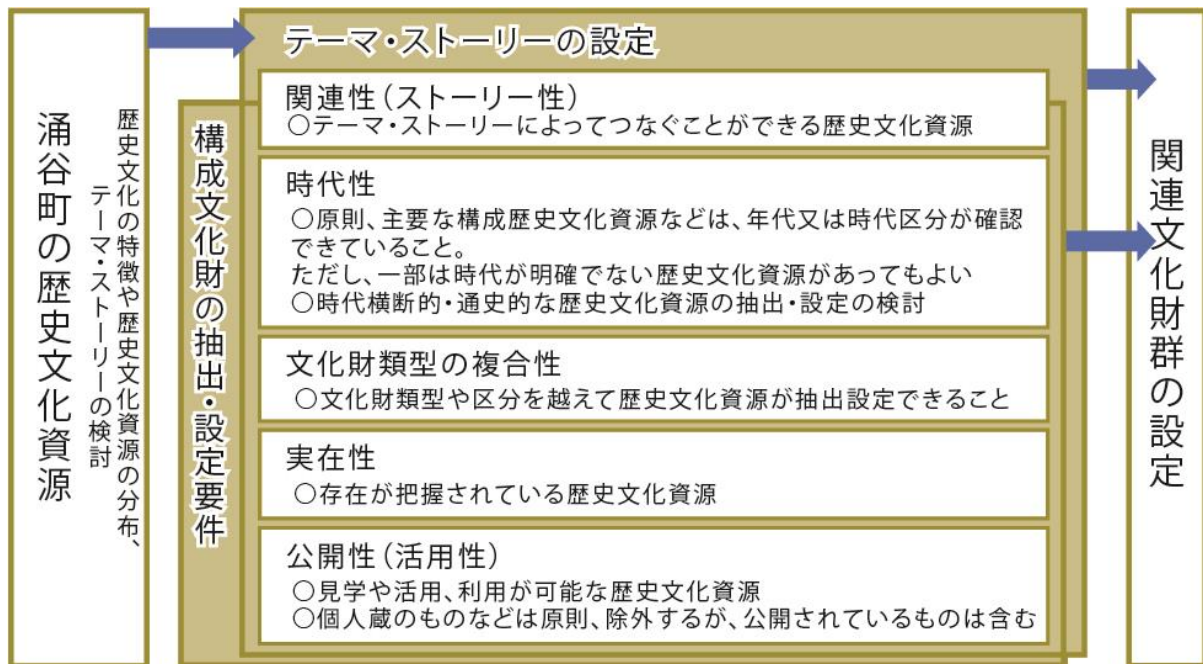 涌谷町の歴史文化資源
歴史文化の特徴や歴史文化資源の分布、
テーマ・ストーリーの検討
テーマ・ストーリーの設定
構成文化財の抽出・設定要件
関連性（ストーリー性）
○テーマ・ストーリーによってつなぐことができる歴史文化資源
時代性
○原則、主要な構成歴史文化資源などは、年代又は時代区分が確認
できていること。
ただし、一部は時代が明確でない歴史文化資源があってもよい
○時代横断的・通史的な歴史文化資源の抽出・設定の検討
文化財類型の複合性
○文化財類型や区分を越えて歴史文化資源が抽出設定できること
実在性
○存在が把握されている歴史文化資源
公開性（活用性）
○見学や活用、利用が可能な歴史文化資源
○個人蔵のものなどは原則、除外するが、公開されているものは含む
関連文化財群の設定